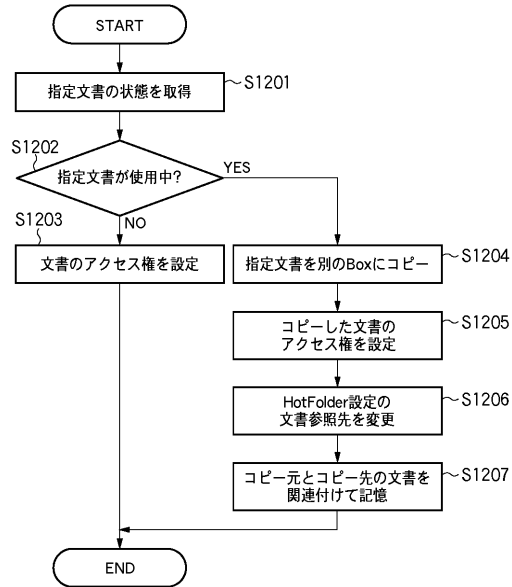 START
指定文書の状態を取得
S1201
S1202
指定文書が使用中?
YES
NO
S1203
文書のアクセス権を設定
指定文書を別のBoxにコピー
S1204
コピーした文書の
アクセス権を設定
S1205
HotFolder設定の
文書参照先を変更
S1206
コピー元とコピー先の文書を
関連付けて記憶
S1207
END